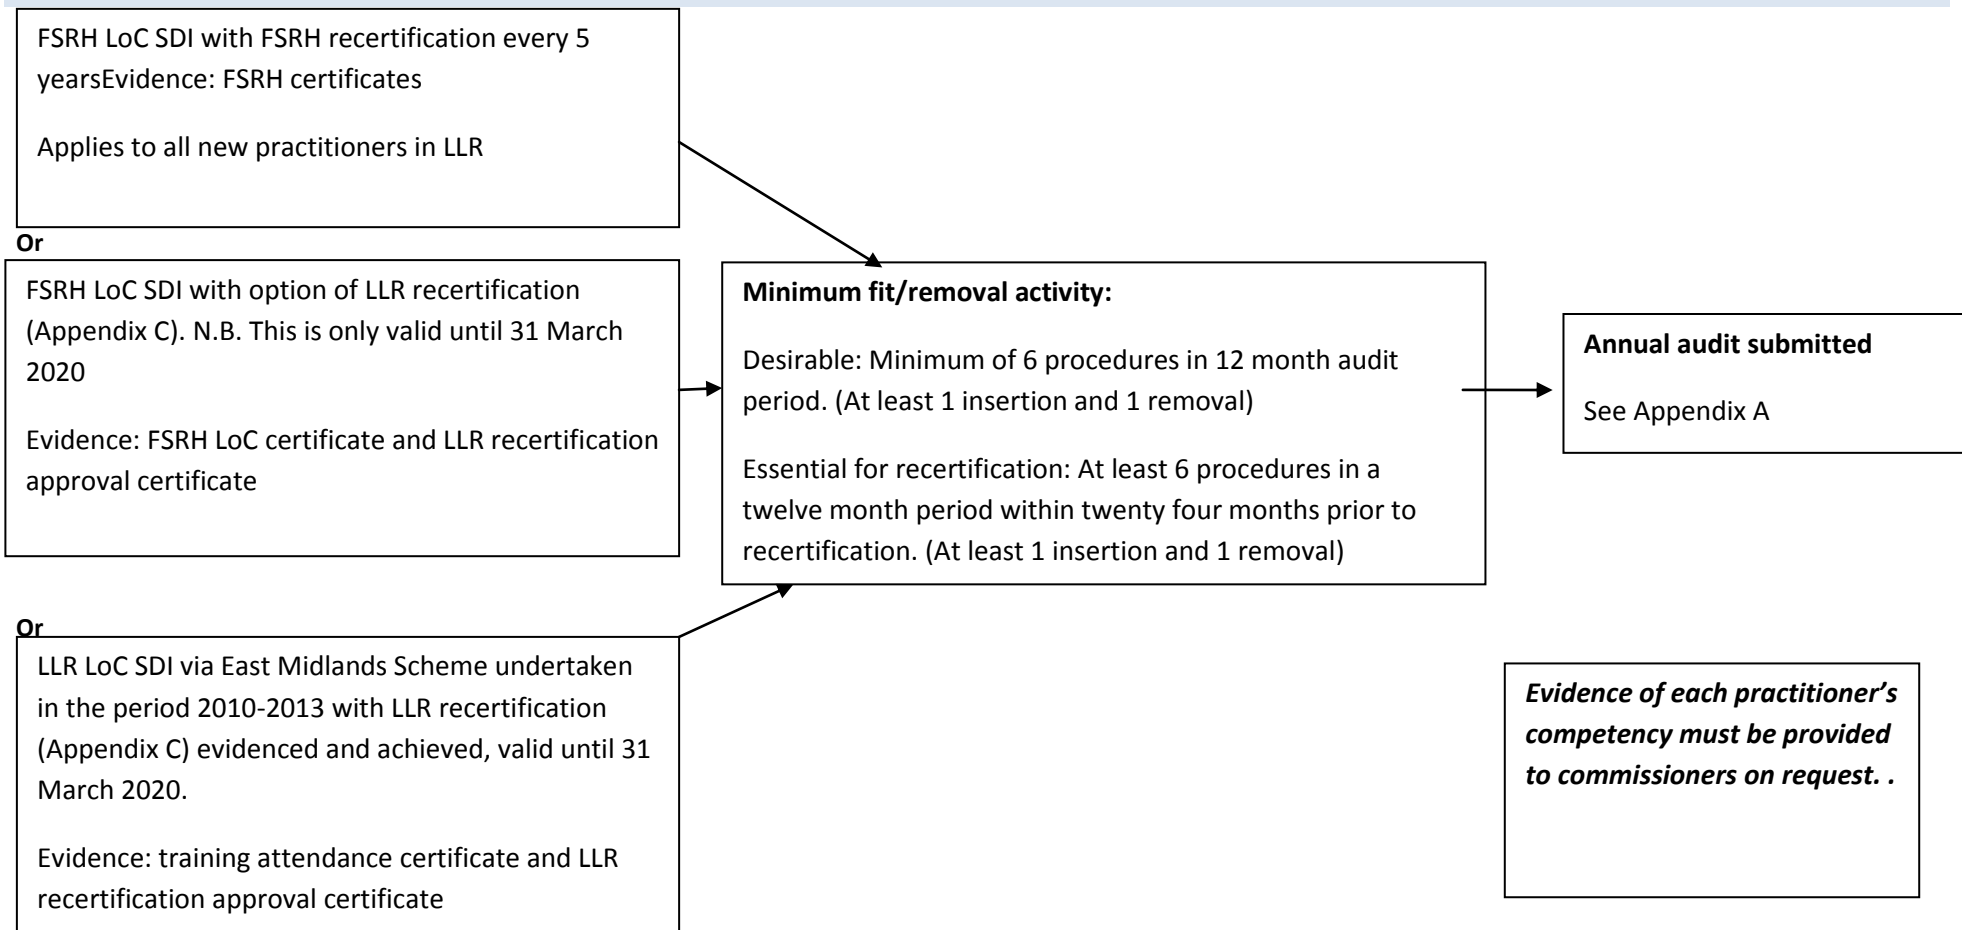 FSRH LoC SDI with FSRH recertification every 5
yearsEvidence: FSRH certificates
Applies to all new practitioners in LLR
Or
FSRH LoC SDI with option of LLR recertification
(Appendix C). N.B. This is only valid until 31 March
2020
Evidence: FSRH LoC certificate and LLR recertification
approval certificate
Or
LLR LoC SDI via East Midlands Scheme undertaken
in the period 2010-2013 with LLR recertification
(Appendix C) evidenced and achieved, valid until 31
March 2020.
Evidence: training attendance certificate and LLR
recertification approval certificate
Minimum fit/removal activity:
Desirable: Minimum of 6 procedures in 12 month audit
period. (At least 1 insertion and 1 removal)
Essential for recertification: At least 6 procedures in a
twelve month period within twenty four months prior to
recertification. (At least 1 insertion and 1 removal)
Annual audit submitted
See Appendix A
Evidence of each practitioner’s
competency must be provided
to commissioners on request. .